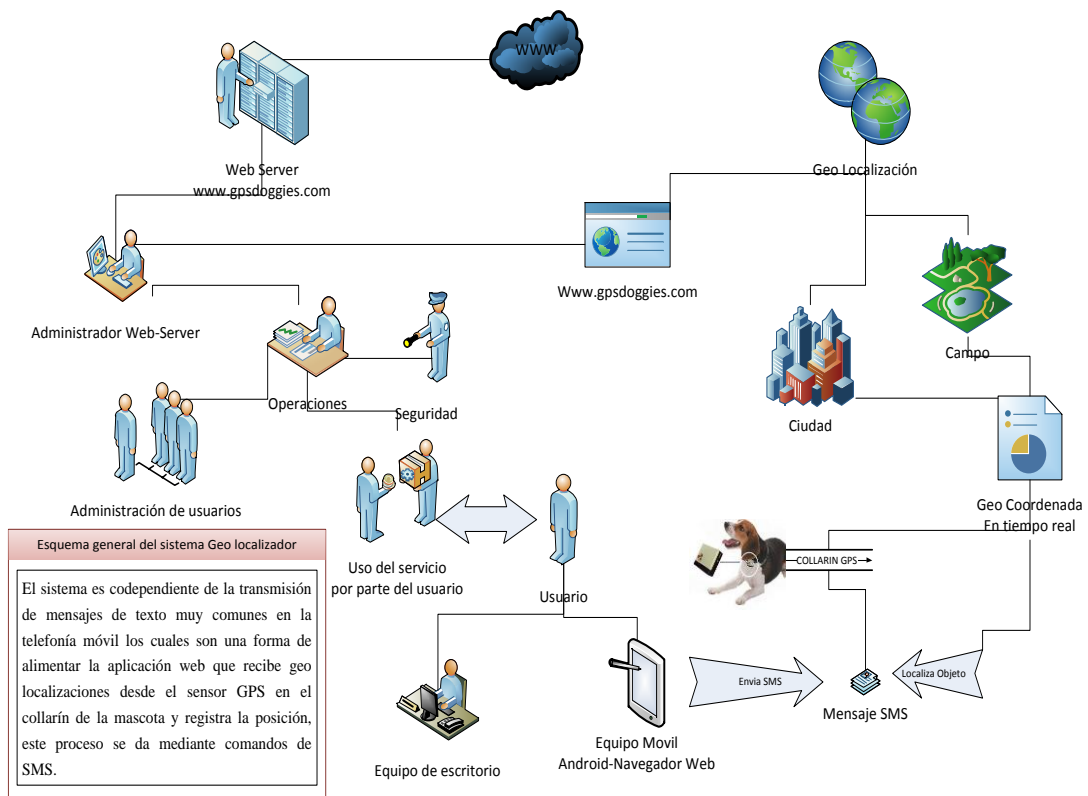 WWW
Web Server
www.gpsdoggies.com
Geo Localización
Www.gpsdoggies.com
Administrador Web-Server
Campo
Operaciones
Seguridad
Ciudad
Administración de usuarios
Geo Coordenada
En tiempo real
Esquema general del sistema Geo localizador
El sistema es codependiente de la transmisión
de mensajes de texto muy comunes en la
telefonía móvil los cuales son una forma de
alimentar la aplicación web que recibe geo
localizaciones desde el sensor GPS en el
collarín de la mascota y registra la posición,
este proceso se da mediante comandos de
SMS.
Uso del servicio
por parte del usuario
Usuario
COLLARIN GPS
Envia SMS
Localiza Objeto
Mensaje SMS
Equipo de escritorio
Equipo Movil
Android-Navegador Web